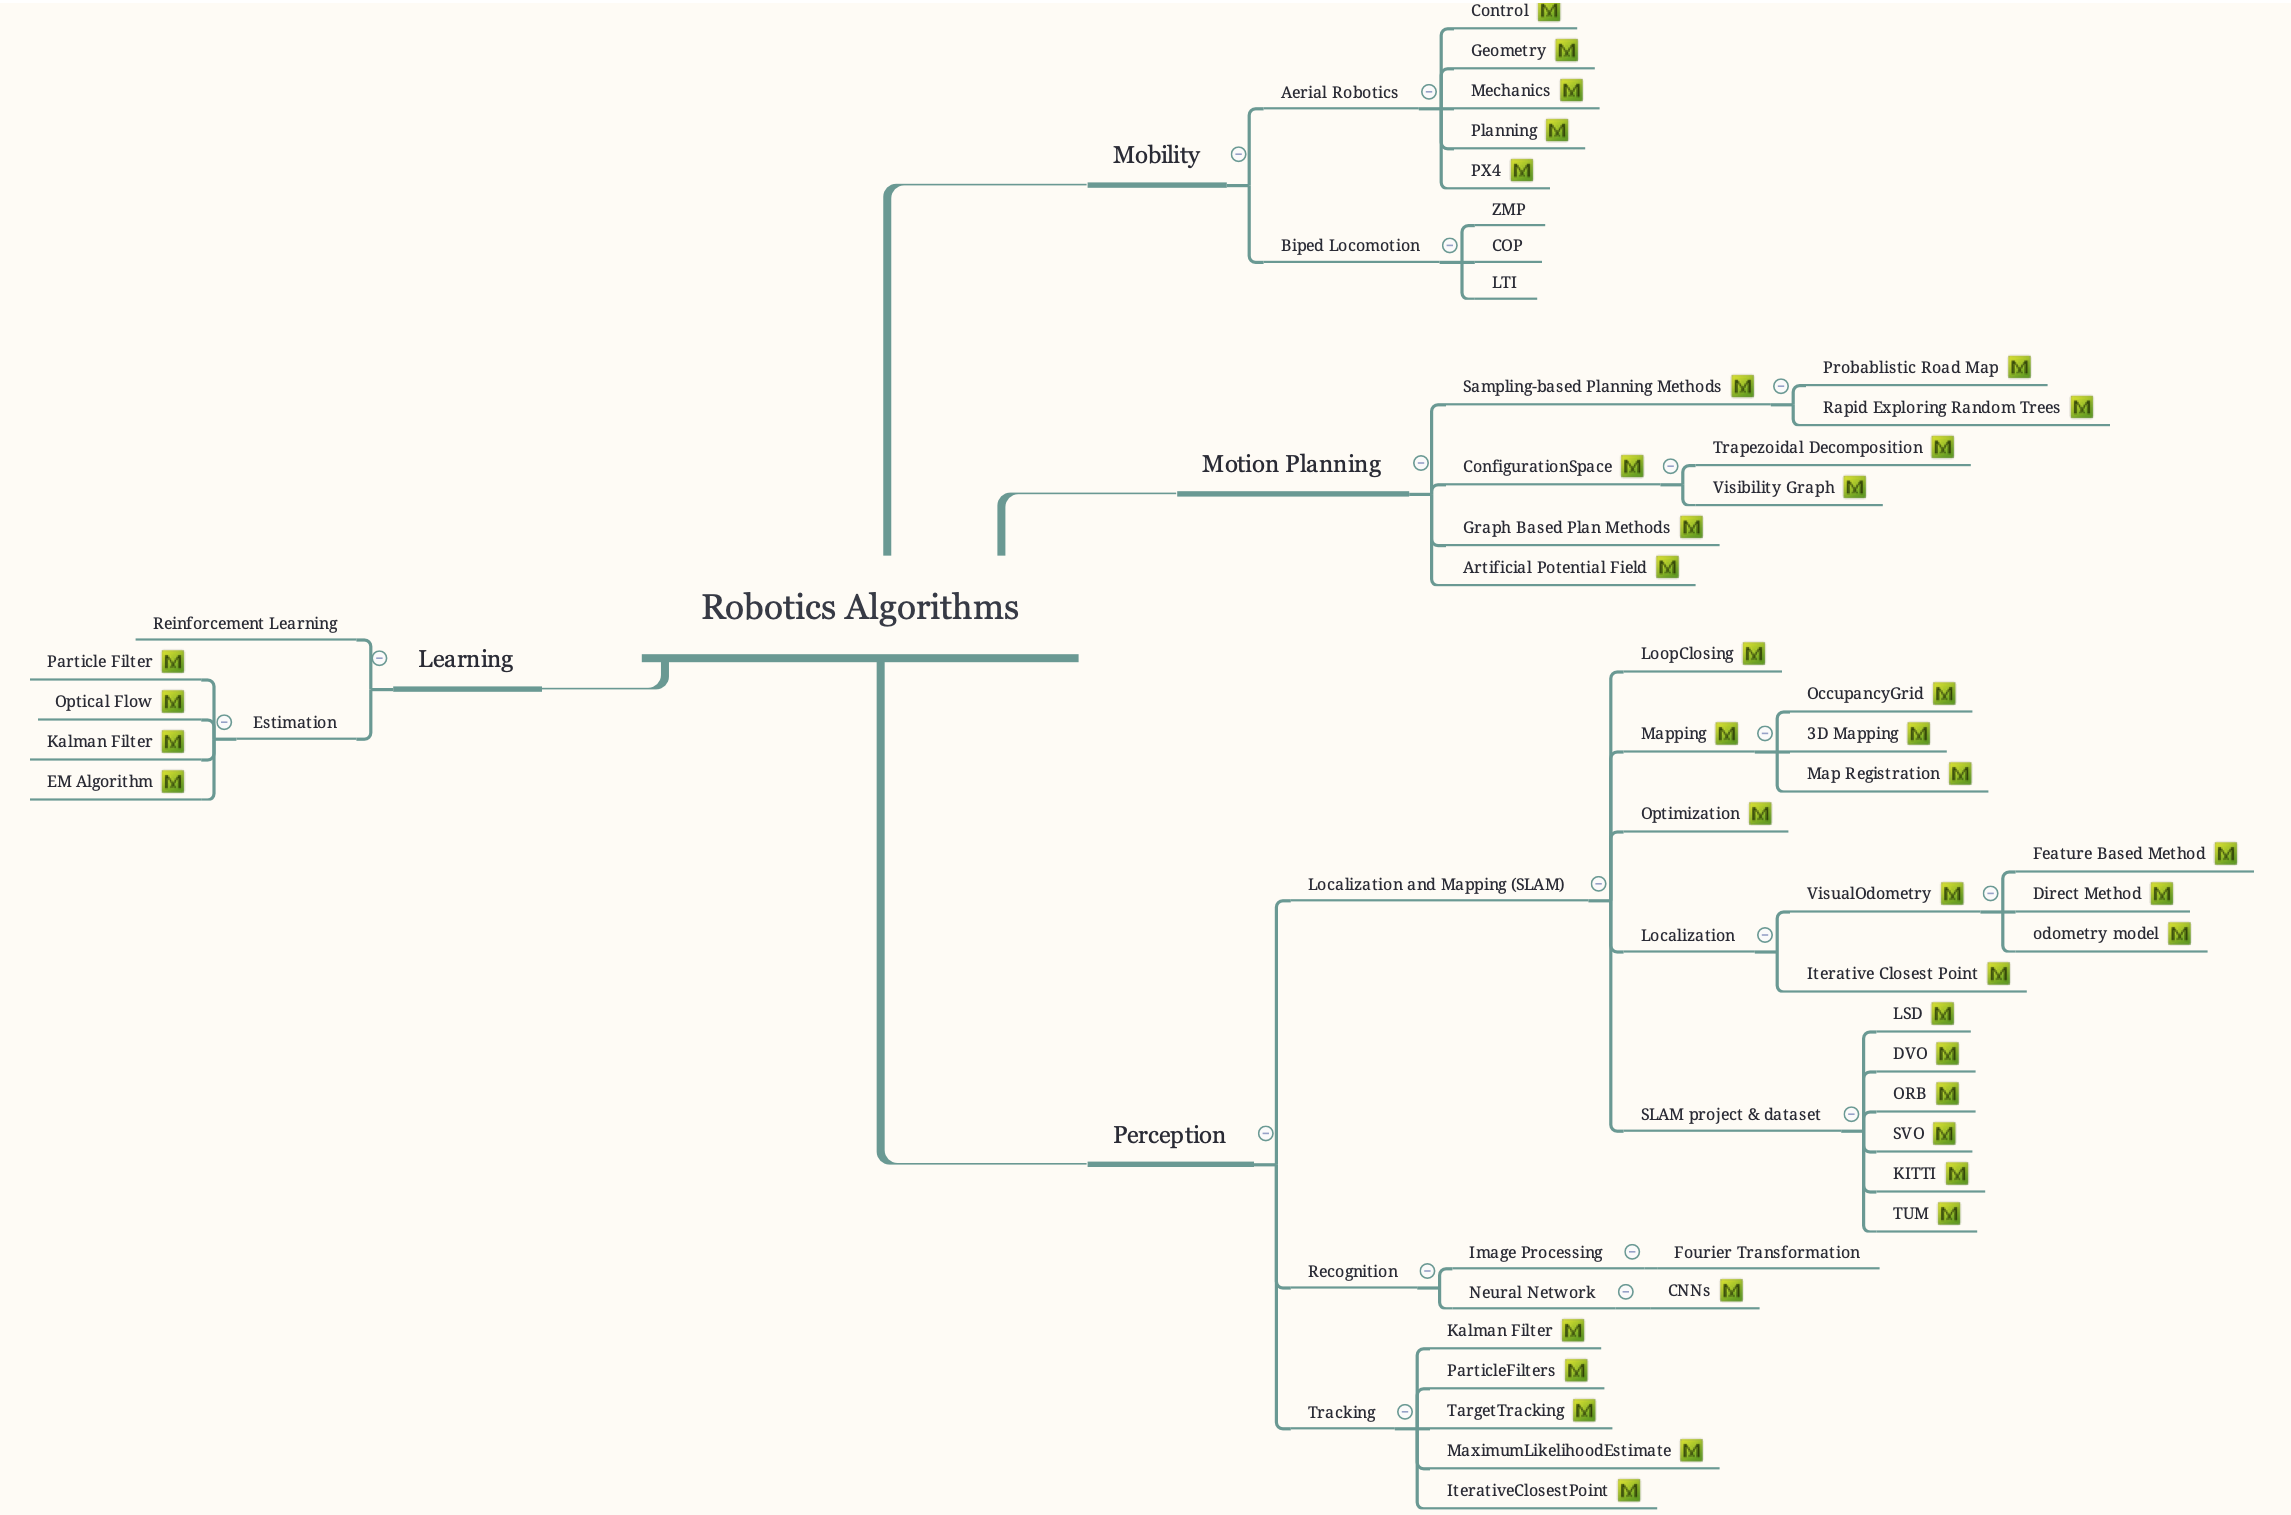 Control
Geometry
Aerial Robotics
Mechanics
Planning
Mobility
PX4
ZMP
Biped Locomotion
COP
LTI
Probablistic Road Map
Sampling-based Planning Methods
Rapid Exploring Random Trees
Trapezoidal Decomposition
Motion Planning
ConfigurationSpace
Visibility Graph
Graph Based Plan Methods
Artificial Potential Field
Robotics Algorithms
Reinforcement Learning
Learning
Particle Filter
Optical Flow
Estimation
Kalman Filter
EM Algorithm
LoopClosing
OccupancyGrid
Mapping
3D Mapping
Map Registration
Optimization
Feature Based Method
Localization and Mapping (SLAM)
VisualOdometry
Direct Method
Localization
odometry model
Iterative Closest Point
LSD
DVO
ORB
SLAM project & dataset
SVO
Perception
KITTI
TUM
Image Processing
Fourier Transformation
Recognition
Neural Network
CNNs
Kalman Filter
ParticleFilters
Tracking
TargetTracking
MaximumLikelihoodEstimate
IterativeClosestPoint